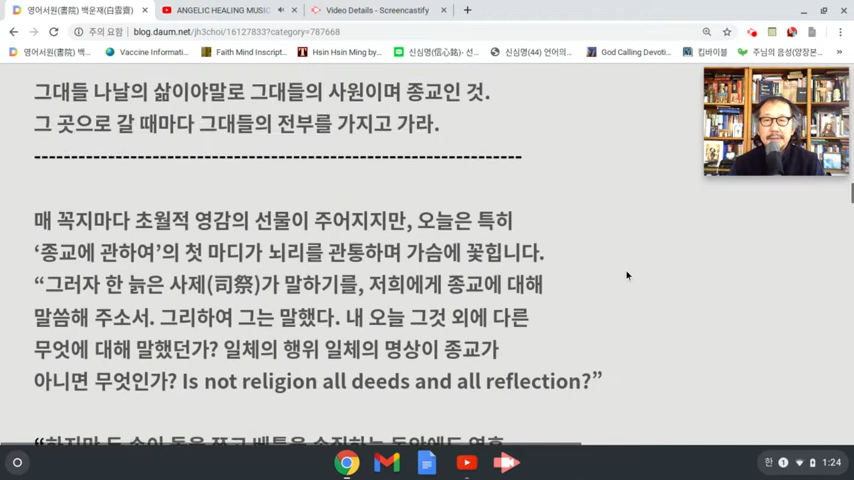 영어서원(書院) 백운재(白雲齋)
ANGELIC HEALING MUSIC
Video Details - Screencastify
주의 요함
blog.daum.net/jh3choi/16127833?category=787668
영어서원(書院) 백운재(白雲齋)
Vaccine Informati...
Faith Mind Inscript...
Hsin Hsin Ming by...
신심명(信心銘)-
신심명(44) 언어의...
God Calling Devoti...
킹바이블
주님의 음성(양장본...
그대들 나날의 삶이야말로 그대들의 사원이며 종교인 것.
그 곳으로 갈 때마다 그대들의 전부를 가지고 가라.
매 꼭지마다 초월적 영감의 선물이 주어지지만, 오늘은 특히
‘종교에 관하여’의 첫 마디가 뇌리를 관통하며 가슴에 꽃힙니다.
“그러자 한 늙은 사제(司祭)가 말하기를, 저희에게 종교에 대해
말씀해 주소서. 그리하여 그는 말했다. 내 오늘 그것 외에 다른
무엇에 대해 말했던가? 일체의 행위 일체의 명상이 종교가
아니면 무엇인가? Is not religion all deeds and all reflection?”
한 1 1:24